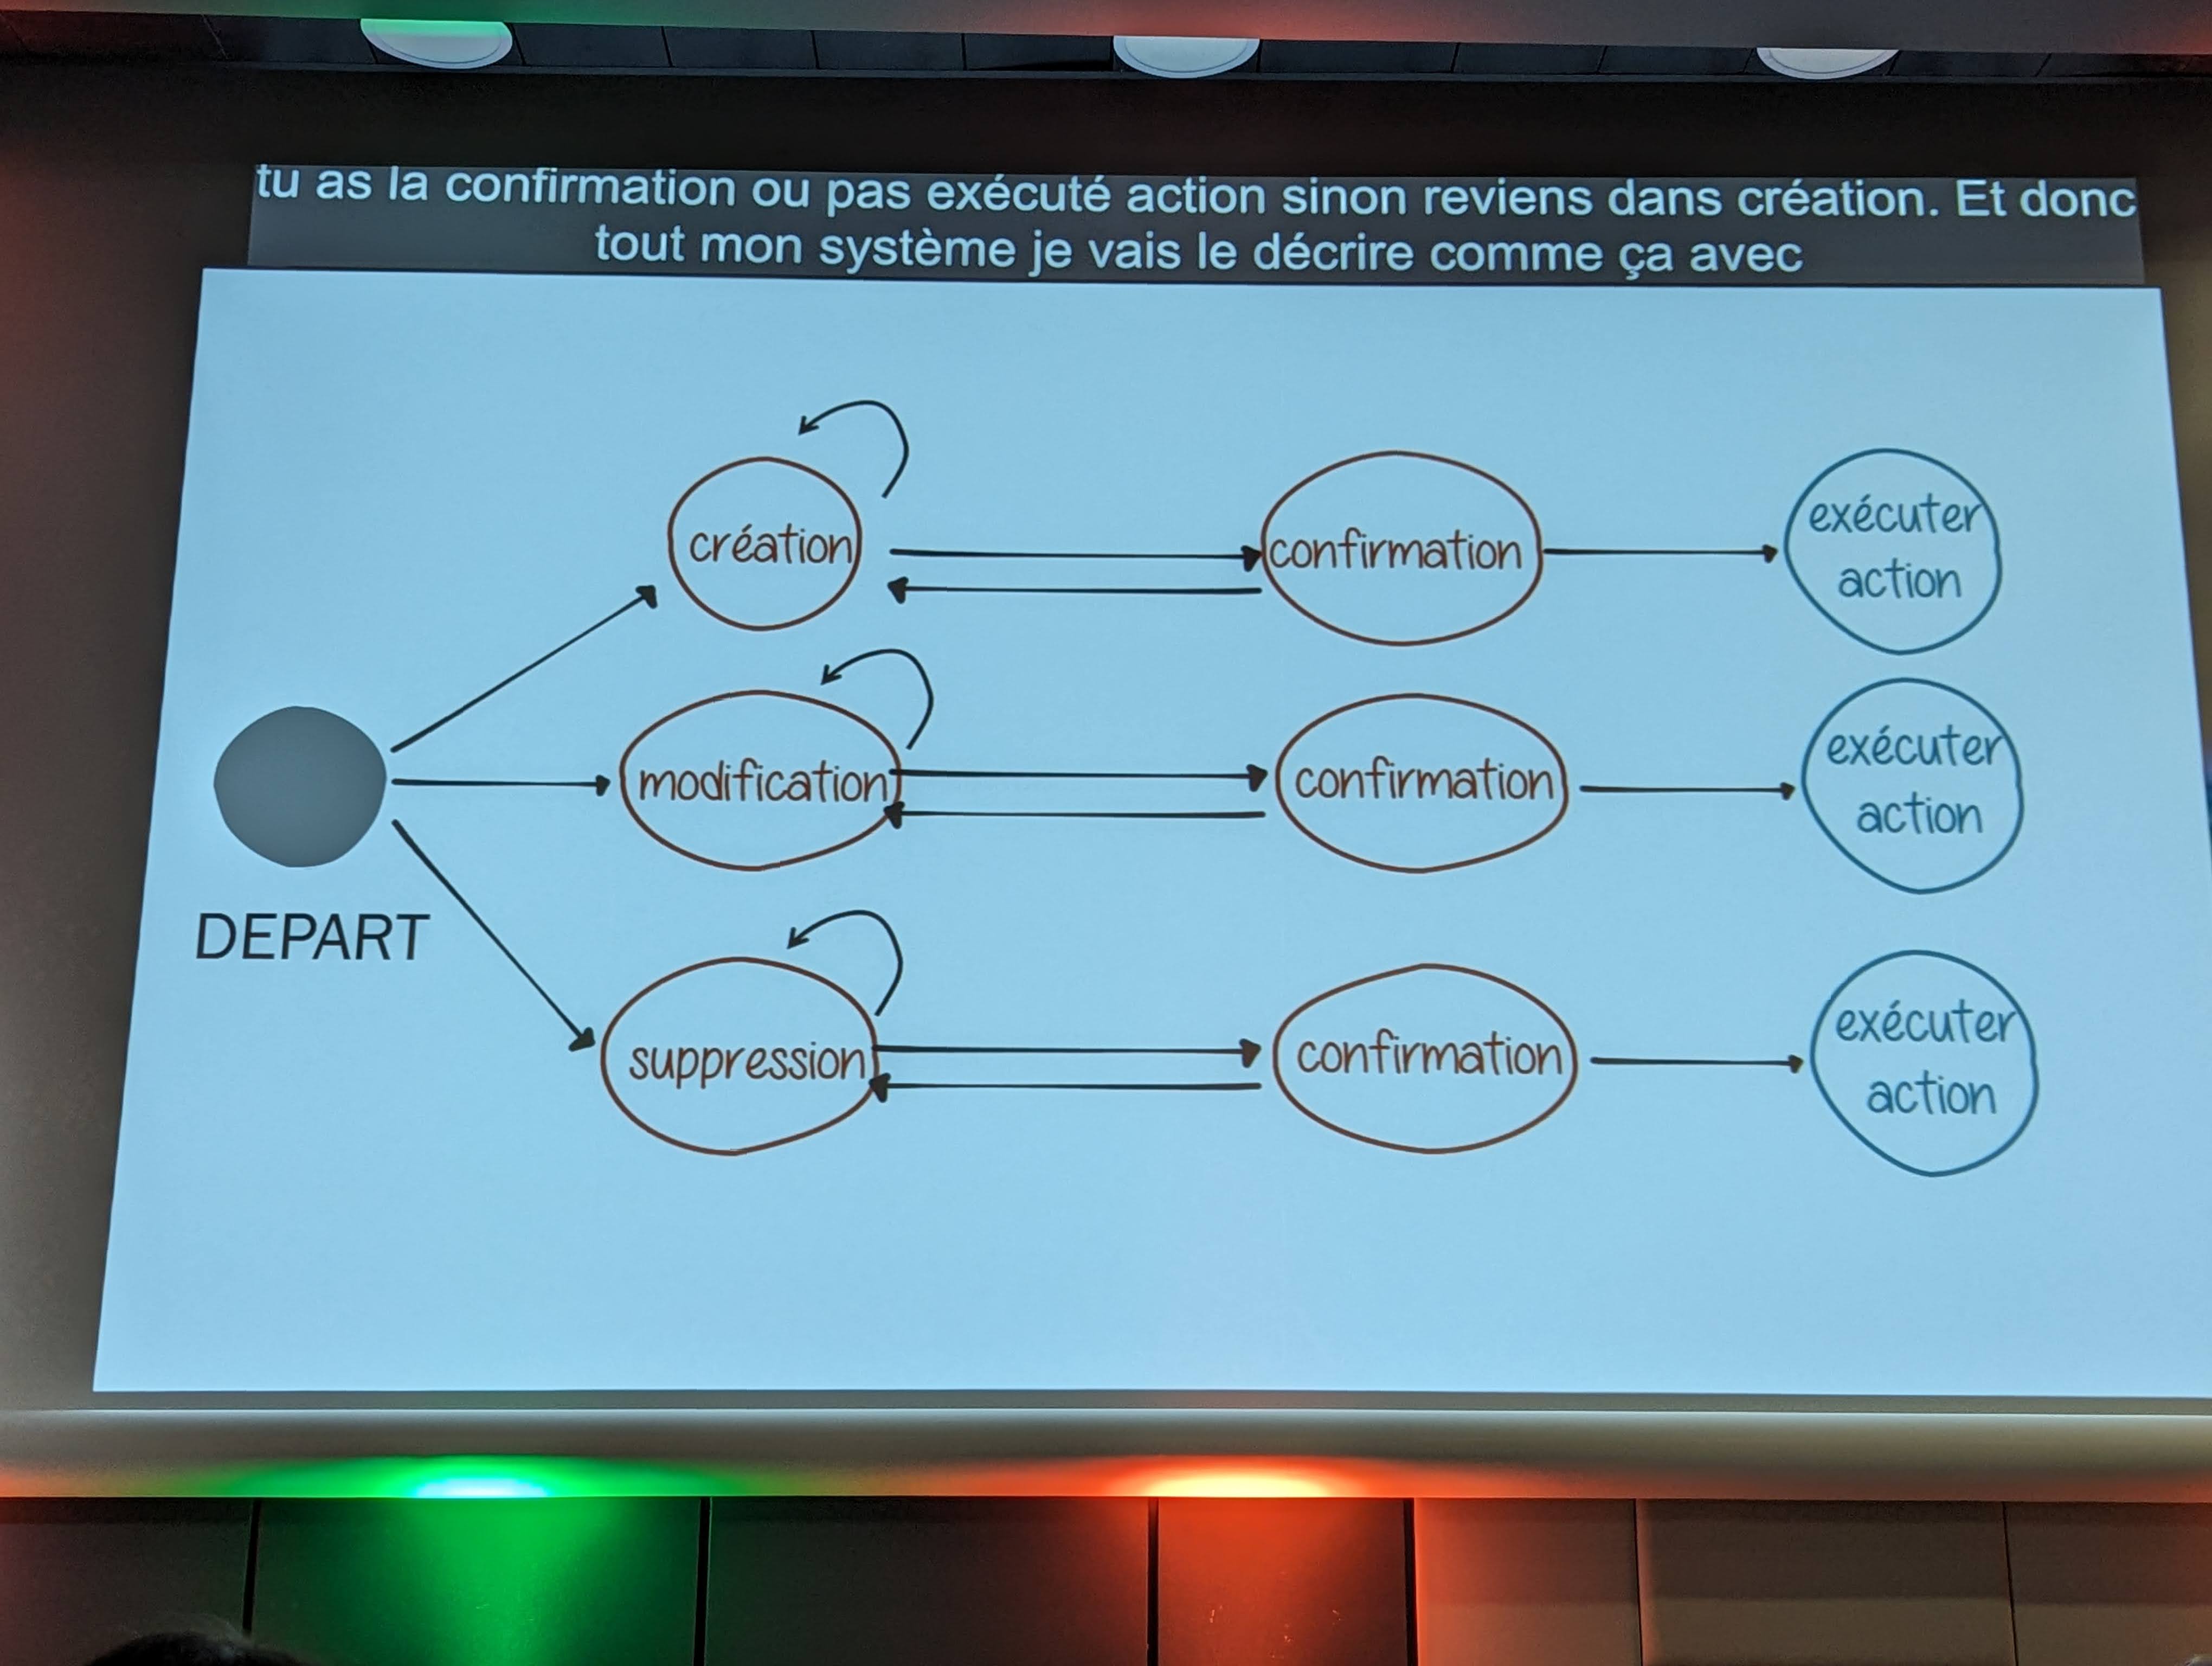 tu as la confirmation ou pas exécuté action sinon reviens dans création. Et donc
tout mon système je vais le décrire comme ça avec
création
confirmation
exécuter
action
DEPART
modification
confirmation
exécuter
action
suppression
confirmation
exécuter
action